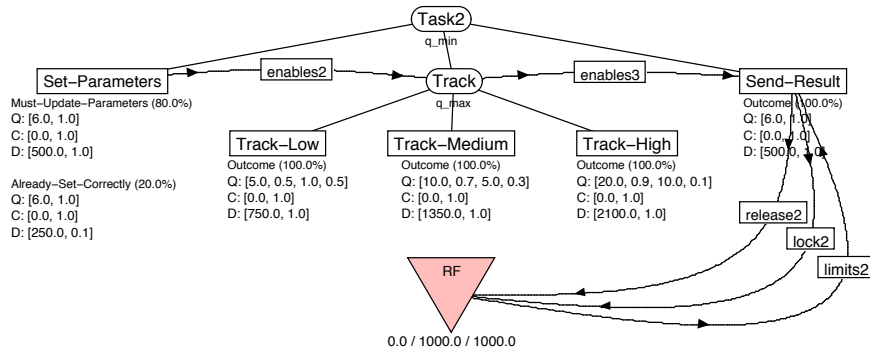 Task2
q_min
Set-Parameters
enables2
Track
q_max
enables3
Send-Result
Must-Update-Parameters (80.0%)
Q: [6.0, 1.0]
C: [0.0, 1.0]
D: [500.0, 1.0]
Already-Set-Correctly (20.0%)
Q: [6.0, 1.0]
C: [0.0, 1.0]
D: [250.0, 0.1]
Track-Low
Outcome (100.0%)
Q: [5.0, 0.5, 1.0, 0.5]
C: [0.0, 1.0]
D: [750.0, 1.0]
Track-Medium
Outcome (100.0%)
Q: [10.0, 0.7, 5.0, 0.3]
C: [0.0, 1.0]
D: [1350.0, 1.0]
Track-High
Outcome (100.0%)
Q: [20.0, 0.9, 10.0, 0.1]
C: [0.0, 1.0]
D: [2100.0, 1.0]
Outcome (100.0%)
Q: [6.0, 1.0]
C: [0.0, 1.0]
D: [500.0, 1.0]
release2
lock2
limits2
RF
0.0 / 1000.0 / 1000.0